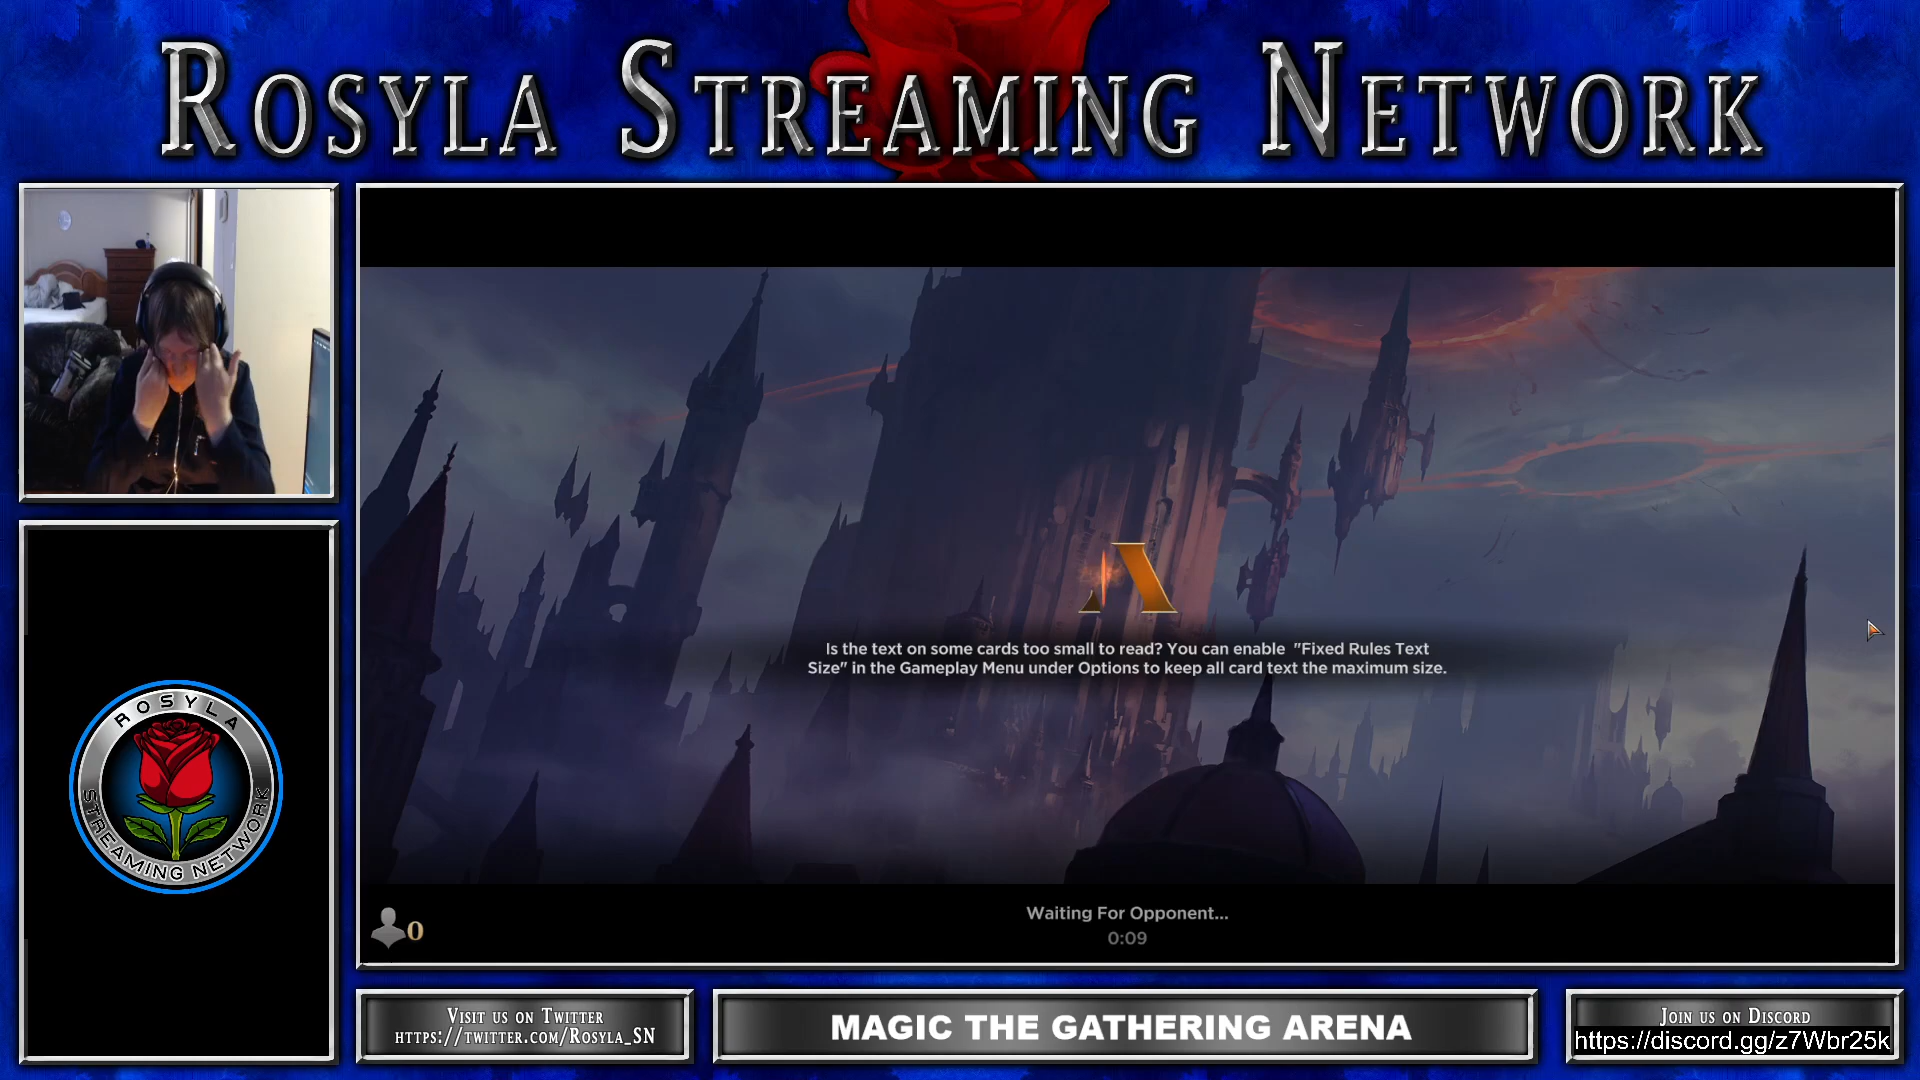 ROSYLA STREAMING NETWORK
Is the text on some cards too small to read? You can enable "Fixed Rules Text
Size" in the Gameplay Menu under Options to keep all card text the maximum size.
ROSYLA
STREAMING NETWORK
0
Waiting For Opponent...
0:09
VISIT US ON TWITTER
HTTPS://TWITTER.COM/ROSYLA_SN
MAGIC THE GATHERING ARENA
JOIN US ON DISCORD
https://discord.gg/z7Wbr25k